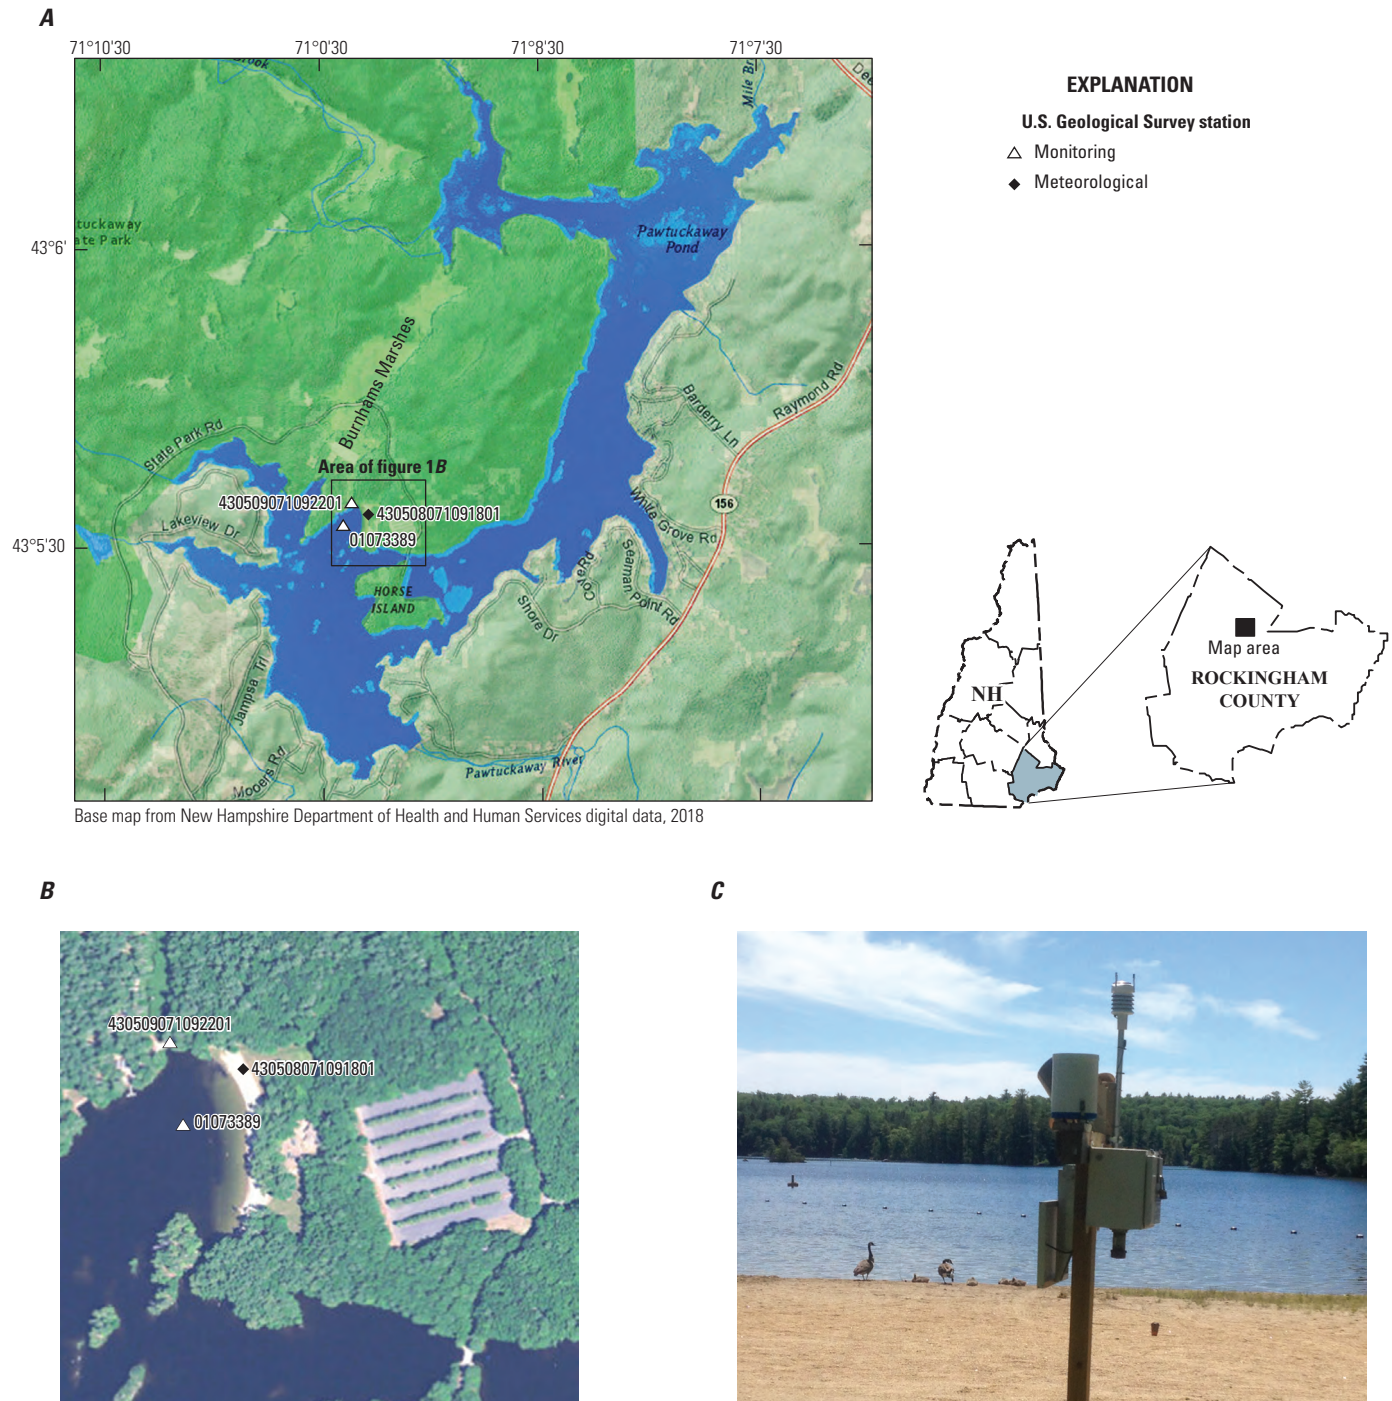 A
71°10'30
71°0'30
71°8'30
71°7'30
Brook
Mile Br
Dee
EXPLANATION
U.S. Geological Survey station
Monitoring
Meteorological
tuckaway
ate Park
Pawtuckaway
Pond
43°6'
Burnhams Marshes
Raymond Rd
Barderry Ln
State Park Rd
Area of figure 1B
430509071092201
430508071091801
156
White Grove Rd
Lakeview Dr
01073389
43°5'30
HORSE
ISLAND
Cove Rd
Seaman Point Rd
Shore Dr
Map area
ROCKINGHAM
COUNTY
NH
Jampsa Trl
Pawtuckaway River
Mooers Rd
Base map from New Hampshire Department of Health and Human Services digital data, 2018
B
C
430509071092201
430508071091801
01073389